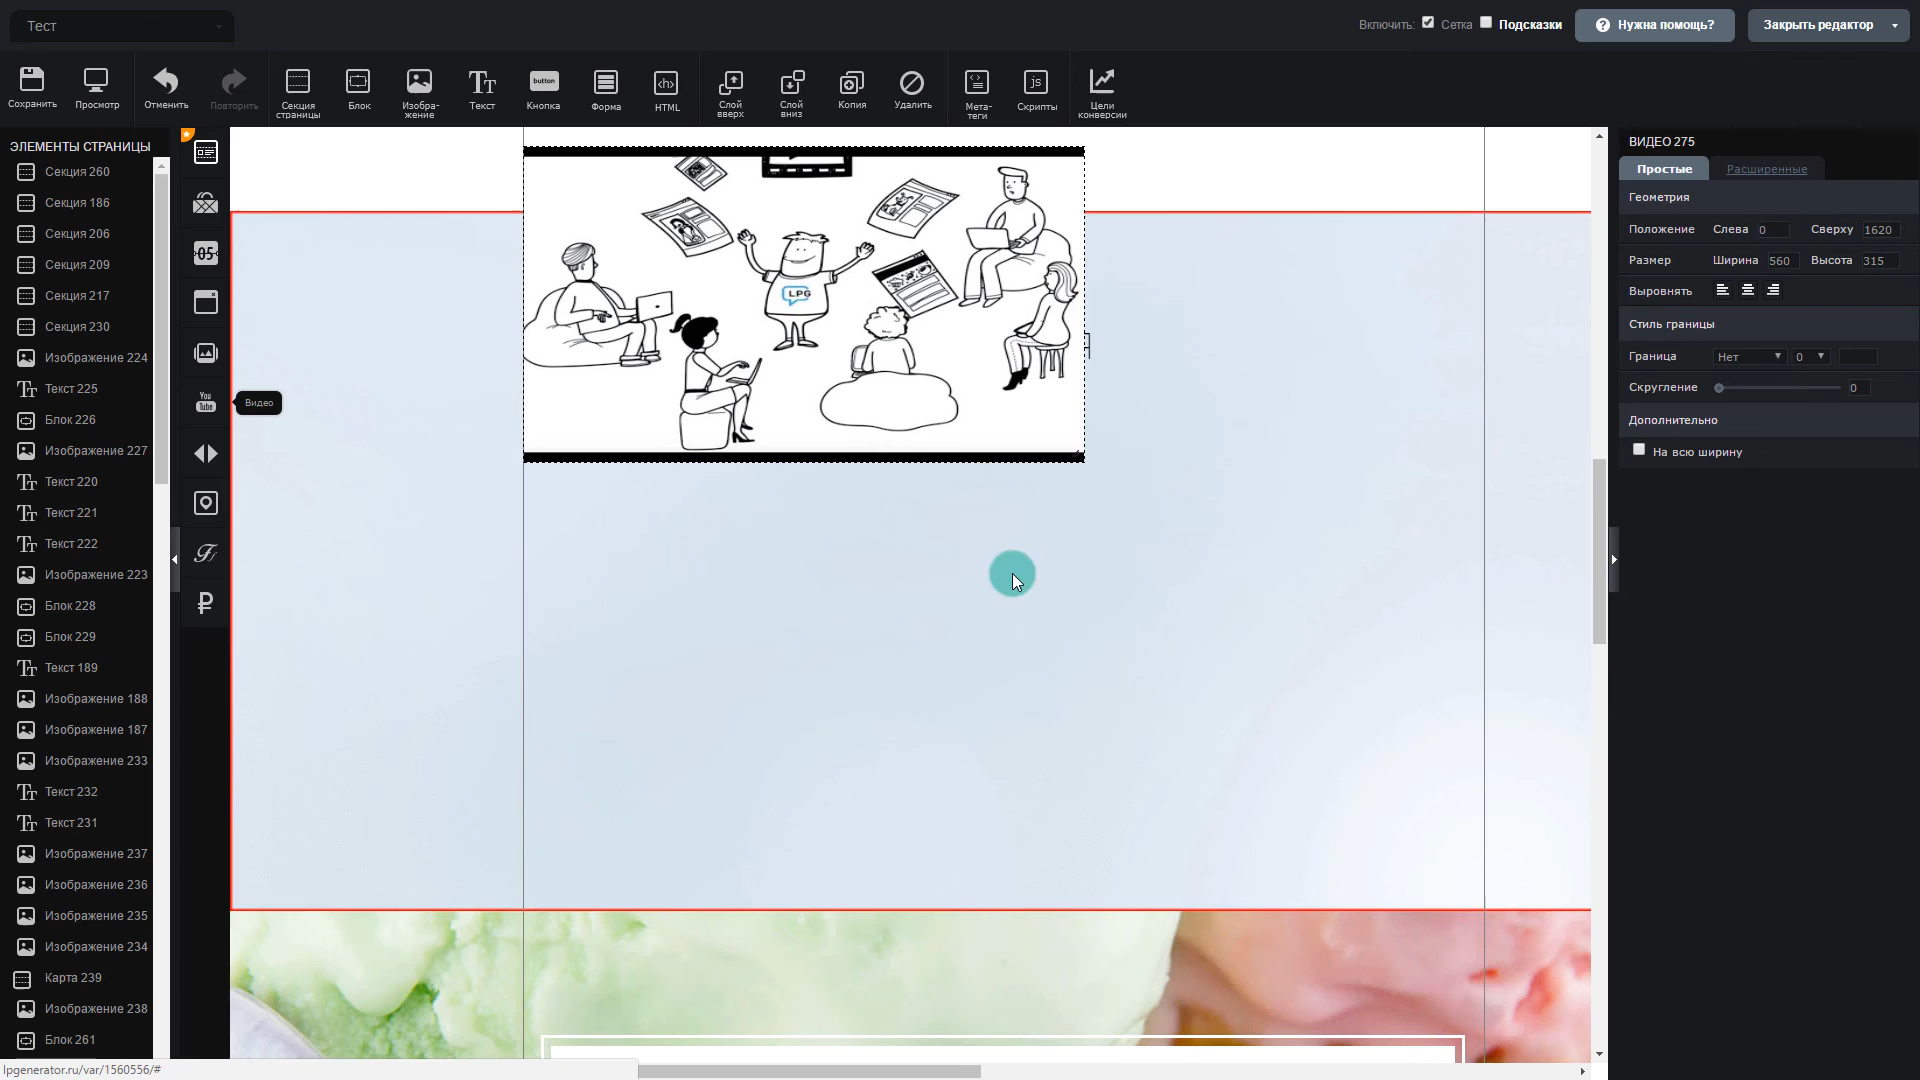 Тест
Включить: Сетка Подсказки
Нужна помощь?
Закрыть редактор
Сохранить
Просмотр
Отменить
Повторить
Секция
страницы
Блок
Изобра-
жение
Текст
button
Кнопка
Форма
<h>
HTML
Слой
вверх
Слой
вниз
Копия
Удалить
Мета-
теги
js
Скрипты
Цели
конверсии
ЭЛЕМЕНТЫ СТРАНИЦЫ
Секция 260
Секция 186
Секция 206
Секция 209
Секция 217
Секция 230
Изображение 224
Текст 225
Блок 226
Изображение 227
Текст 220
Текст 221
Текст 222
Изображение 223
Блок 228
Блок 229
Текст 189
Изображение 188
Изображение 187
Изображение 233
Текст 232
Текст 231
Изображение 237
Изображение 236
Изображение 235
Изображение 234
Карта 239
Изображение 238
Блок 261
05
You
Tube
Видео
LPG
ВИДЕО 275
Простые
Расширенные
Геометрия
Положение Слева 0 Сверху 1620
Размер Ширина 560 Высота 315
Выровнять
Стиль границы
Граница Нет 0
Скругление 0
Дополнительно
На всю ширину
lpgenerator.ru/var/1560556/#